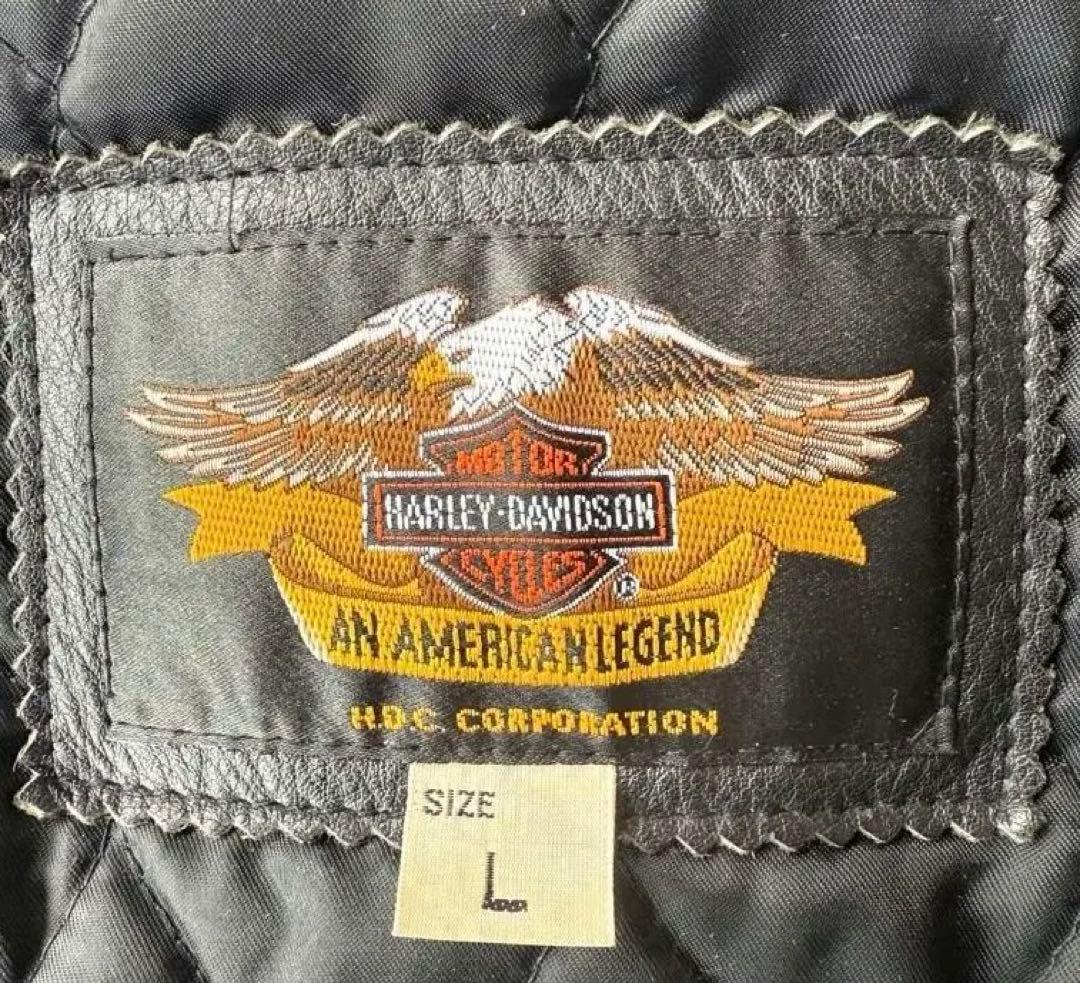 MOTOR
HARLEY-DAVIDSON
CYCLES
®
AN AMERICAN LEGEND
H.D.C. CORPORATION
SIZE
L